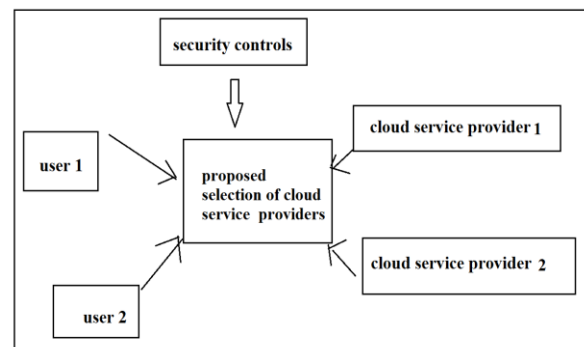 security controls
cloud service provider 1
user 1
proposed
selection of cloud
service providers
cloud service provider 2
user 2